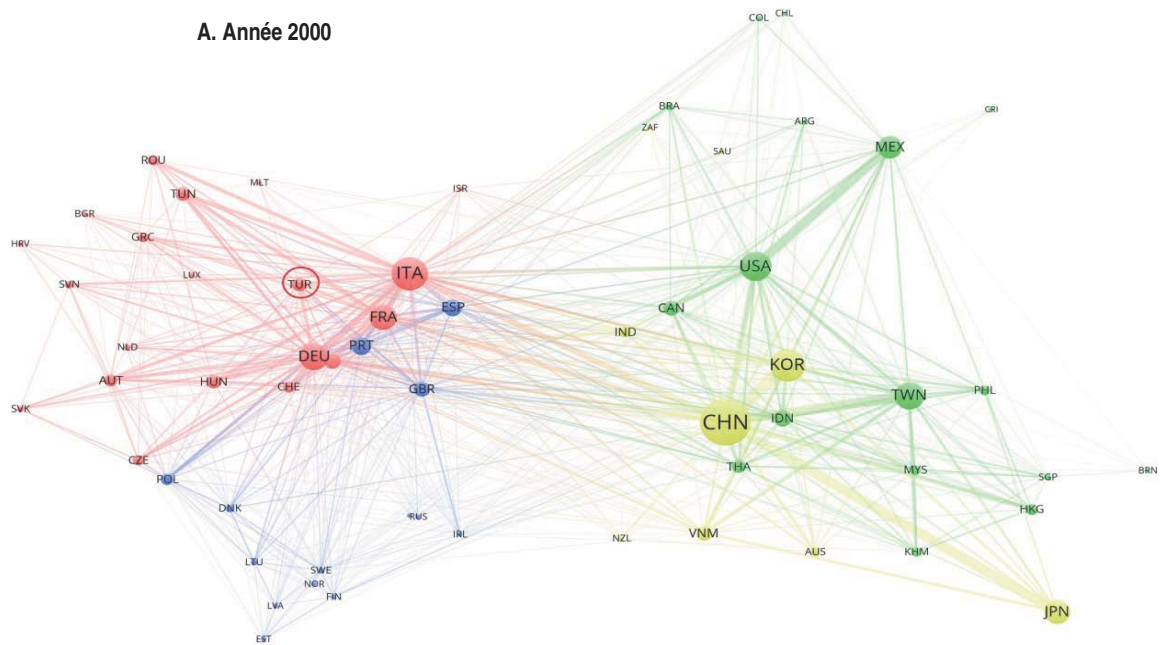 A. Année 2000
COL
CHL
BRA
ZAF
ARG
CRI
SAU
MEX
ROU
MLT
TUN
ISR
BGR
GRC
HRV
SVN
LUX
TUR
ITA
USA
ESP
CAN
FRA
IND
PRT
NLD
DEU
KOR
AUT
HUN
CHE
GBR
TWN
PHL
SVK
CHN
IDN
CZE
POL
THA
MYS
SGP
BRN
DNK
RUS
HKG
IRL
NZL
VNM
AUS
KHM
LTU
SWE
NOR
LVA
FIN
JPN
EST